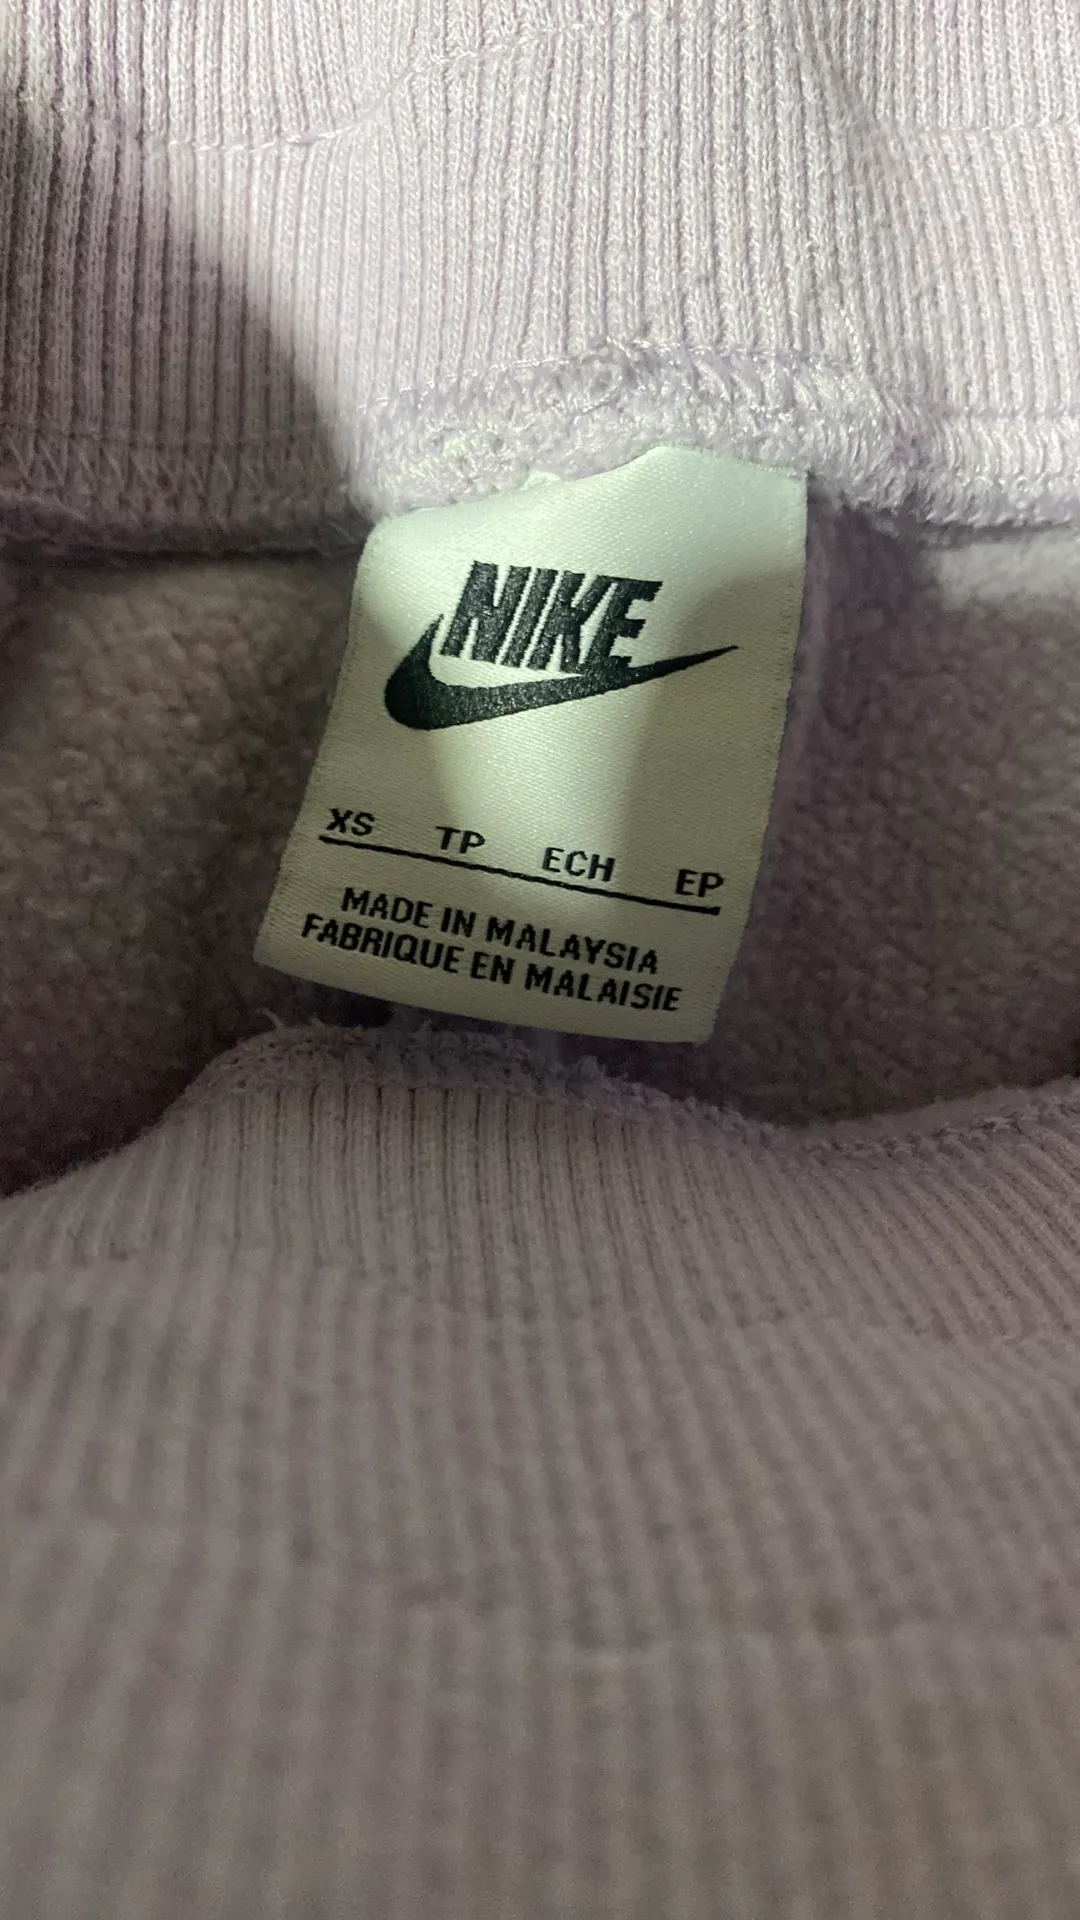 NIKE
XS TP ECH EP
MADE IN MALAYSIA
FABRIQUE EN MALAISIE